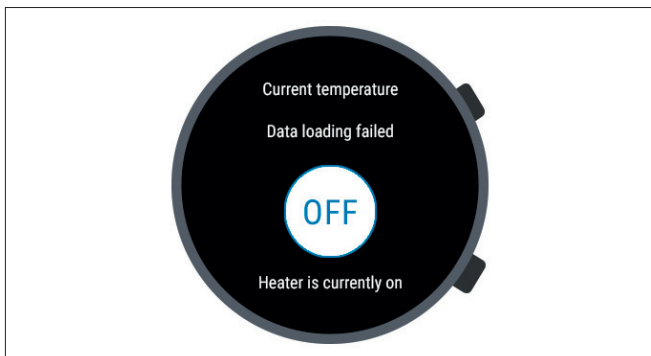 Current temperature
Data loading failed
OFF
Heater is currently on